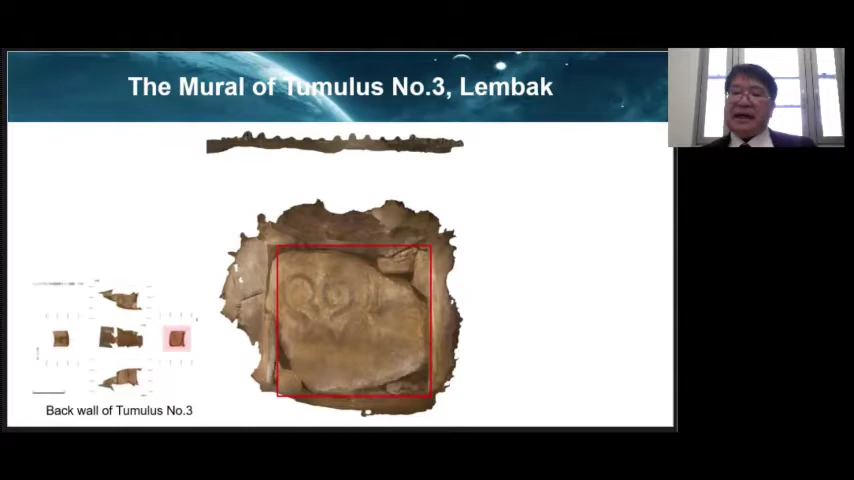 The Mural of Tumulus No.3, Lembak
Back wall of Tumulus No.3